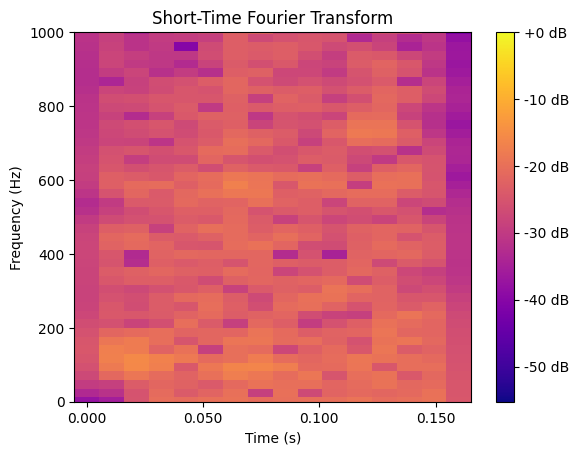 Short-Time Fourier Transform
Frequency (Hz)
1000
800
600
400
200
0
0.000
0.050
0.100
0.150
Time (s)
+0 dB
-10 dB
-20 dB
-30 dB
-40 dB
-50 dB